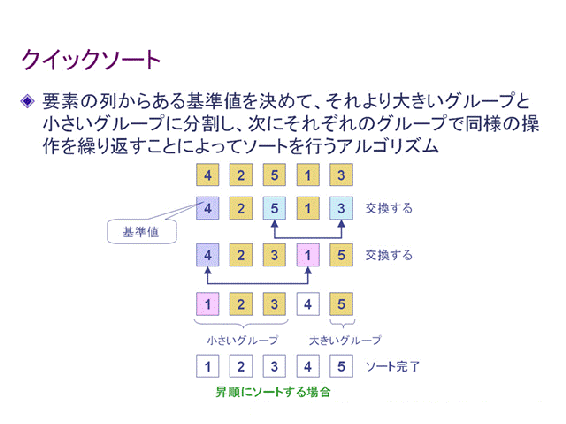 クイックソート
要素の列からある基準値を決めて、それより大きいグループと
小さいグループに分割し、次にそれぞれのグループで同様の操
作を繰り返すことによってソートを行うアルゴリズム
4 2 5 1 3
4 2 5 1 3 交換する
基準値
4 2 3 1 5 交換する
1 2 3 4 5
小さいグループ 大きいグループ
1 2 3 4 5 ソート完了
昇順にソートする場合